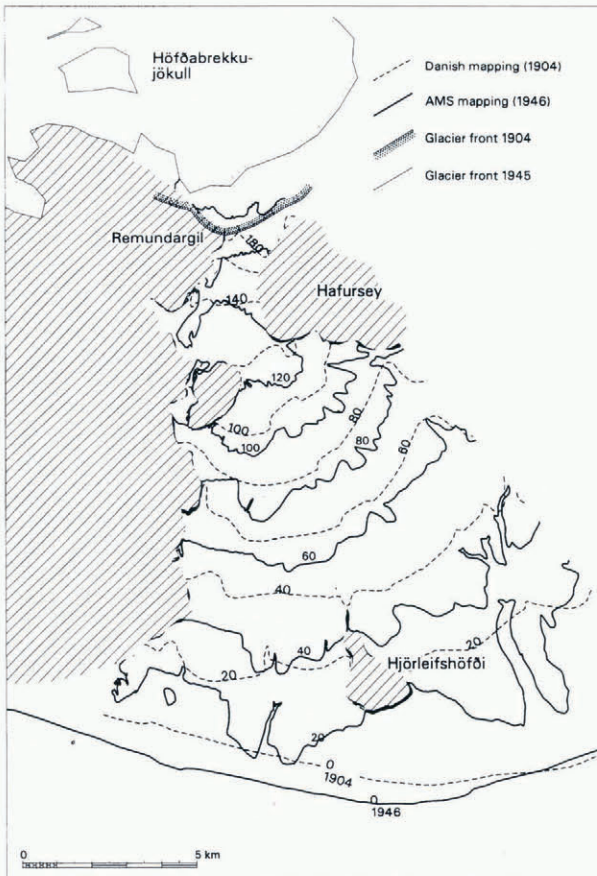 Höfðabrekku-
jökull
Danish mapping (1904)
AMS mapping (1946)
Glacier front 1904
Glacier front 1945
Remundargil
180
Hafursey
140
120
100
100
80
80
60
60
40
40
20
20
Hjörleifshöfði
20
0
1904
0
1946
0
5 km